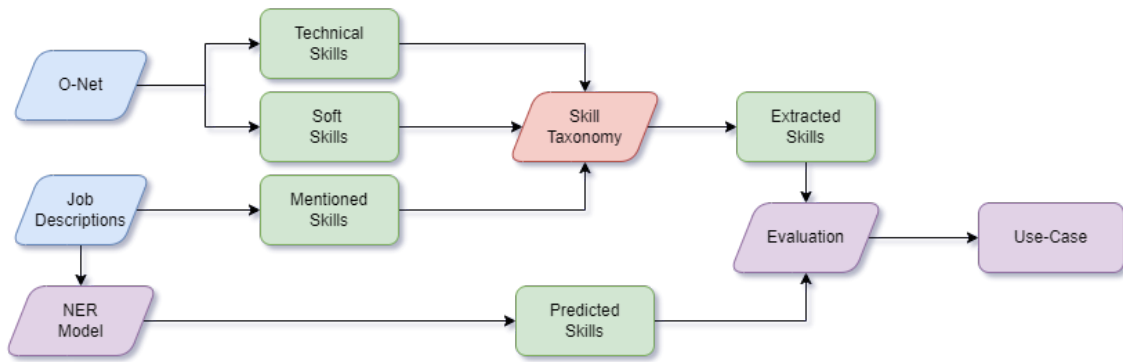 Technical
Skills
O-Net
Soft
Skills
Skill
Taxonomy
Extracted
Skills
Job
Descriptions
Mentioned
Skills
Evaluation
Use-Case
NER
Model
Predicted
Skills